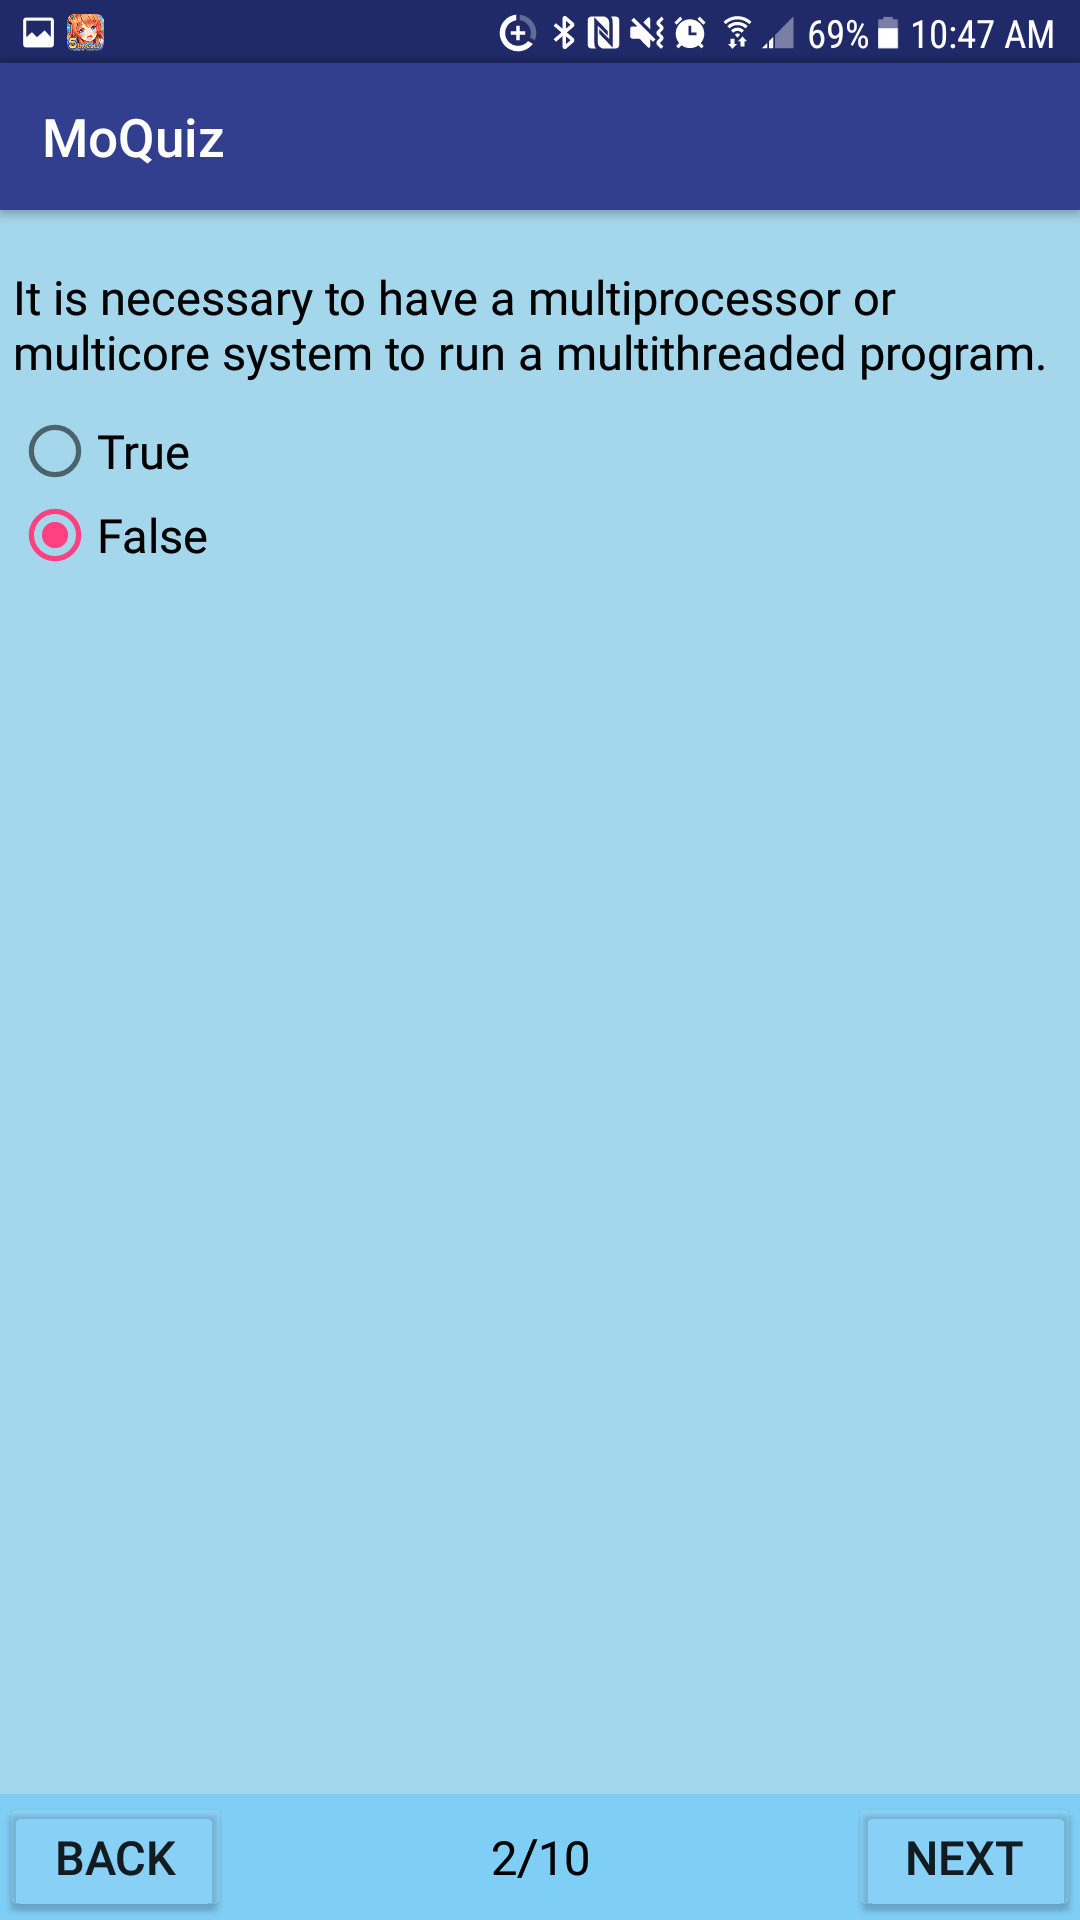 69% 10:47 AM
MoQuiz
It is necessary to have a multiprocessor or
multicore system to run a multithreaded program.
True
False
BACK 2/10 NEXT